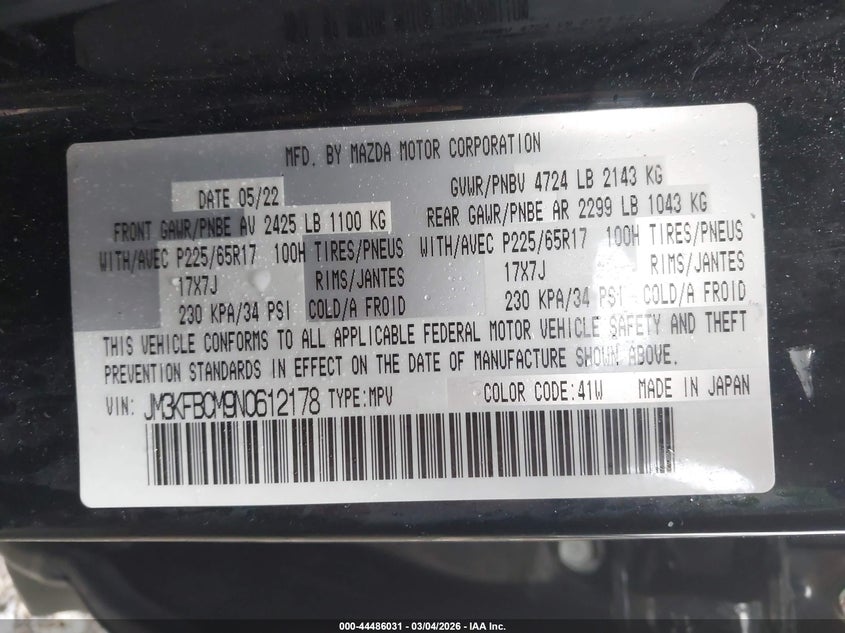 MFD. BY MAZDA MOTOR CORPORATION
DATE 05/22 GVWR/PNBV 4724 LB 2143 KG
FRONT GAWR/PNBE AV 2425 LB 1100 KG REAR GAWR/PNBE AR 2299 LB 1043 KG
WITH/AVEC P225/65R17 100H TIRES/PNEUS WITH/AVEC P225/65R17 100H TIRES/PNEUS
17X7J RIMS/JANTES 17X7J RIMS/JANTES
230 KPA/34 PSI COLD/A FROID 230 KPA/34 PSI COLD/A FROID
THIS VEHICLE CONFORMS TO ALL APPLICABLE FEDERAL MOTOR VEHICLE SAFETY AND THEFT
PREVENTION STANDARDS IN EFFECT ON THE DATE OF MANUFACTURE SHOWN ABOVE.
VIN: JM3KFBCM9N0612178 TYPE:MPV COLOR CODE:41W MADE IN JAPAN
000-44486031 — 03/04/2026 — IAA Inc.